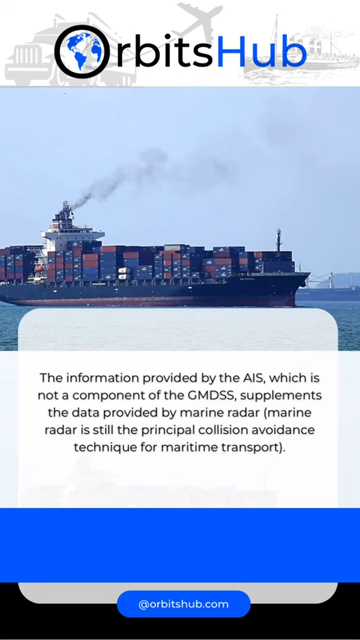 OrbitsHub
The information provided by the AIS, which is
not a component of the GMDSS, supplements
the data provided by marine radar (marine
radar is still the principal collision avoidance
technique for maritime transport).
@orbitshub.com